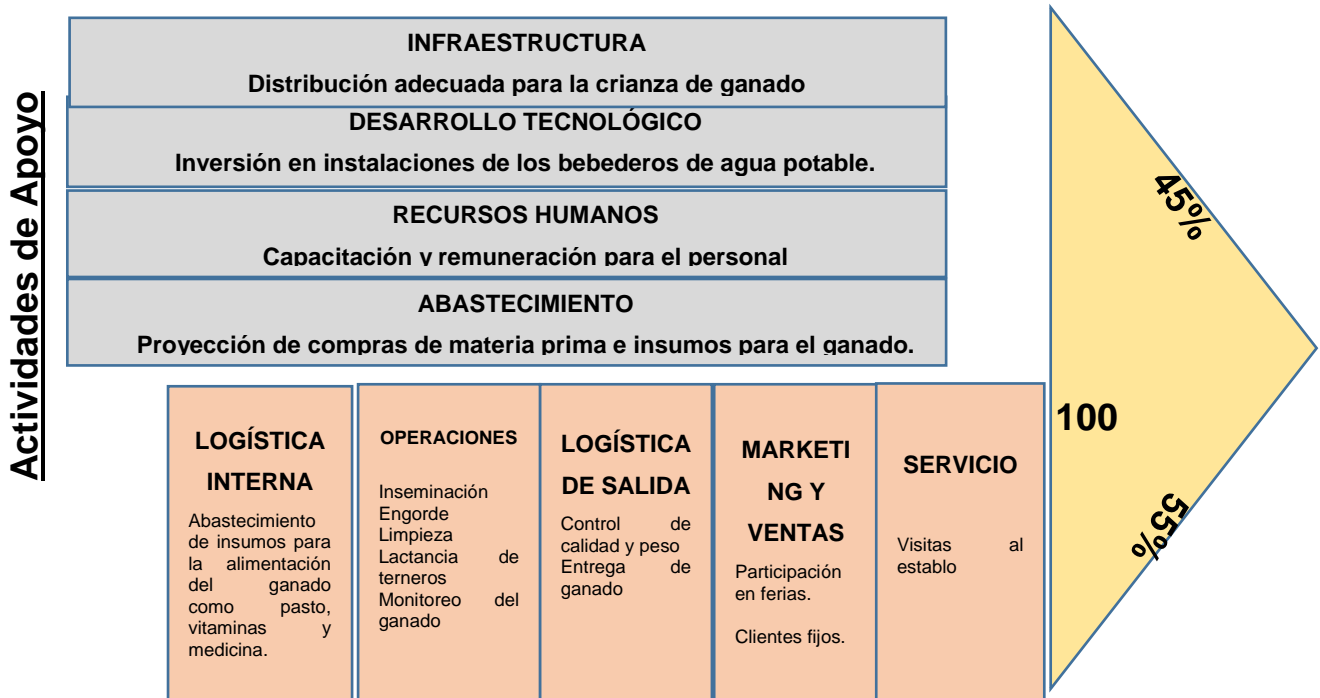 Actividades de Apoyo
INFRAESTRUCTURA
Distribución adecuada para la crianza de ganado
DESARROLLO TECNOLÓGICO
Inversión en instalaciones de los bebederos de agua potable.
RECURSOS HUMANOS
Capacitación y remuneración para el personal
ABASTECIMIENTO
Proyección de compras de materia prima e insumos para el ganado.
LOGÍSTICA
INTERNA
Abastecimiento
de insumos para
la alimentación
del ganado
como pasto,
vitaminas y
medicina.
OPERACIONES
Inseminación
Engorde
Limpieza
Lactancia de
terneros
Monitoreo del
ganado
LOGÍSTICA
DE SALIDA
Control de
calidad y peso
Entrega de
ganado
MARKETI
NG Y
VENTAS
Participación
en ferias.
Clientes fijos.
SERVICIO
Visitas al
establo
45%
100
55%